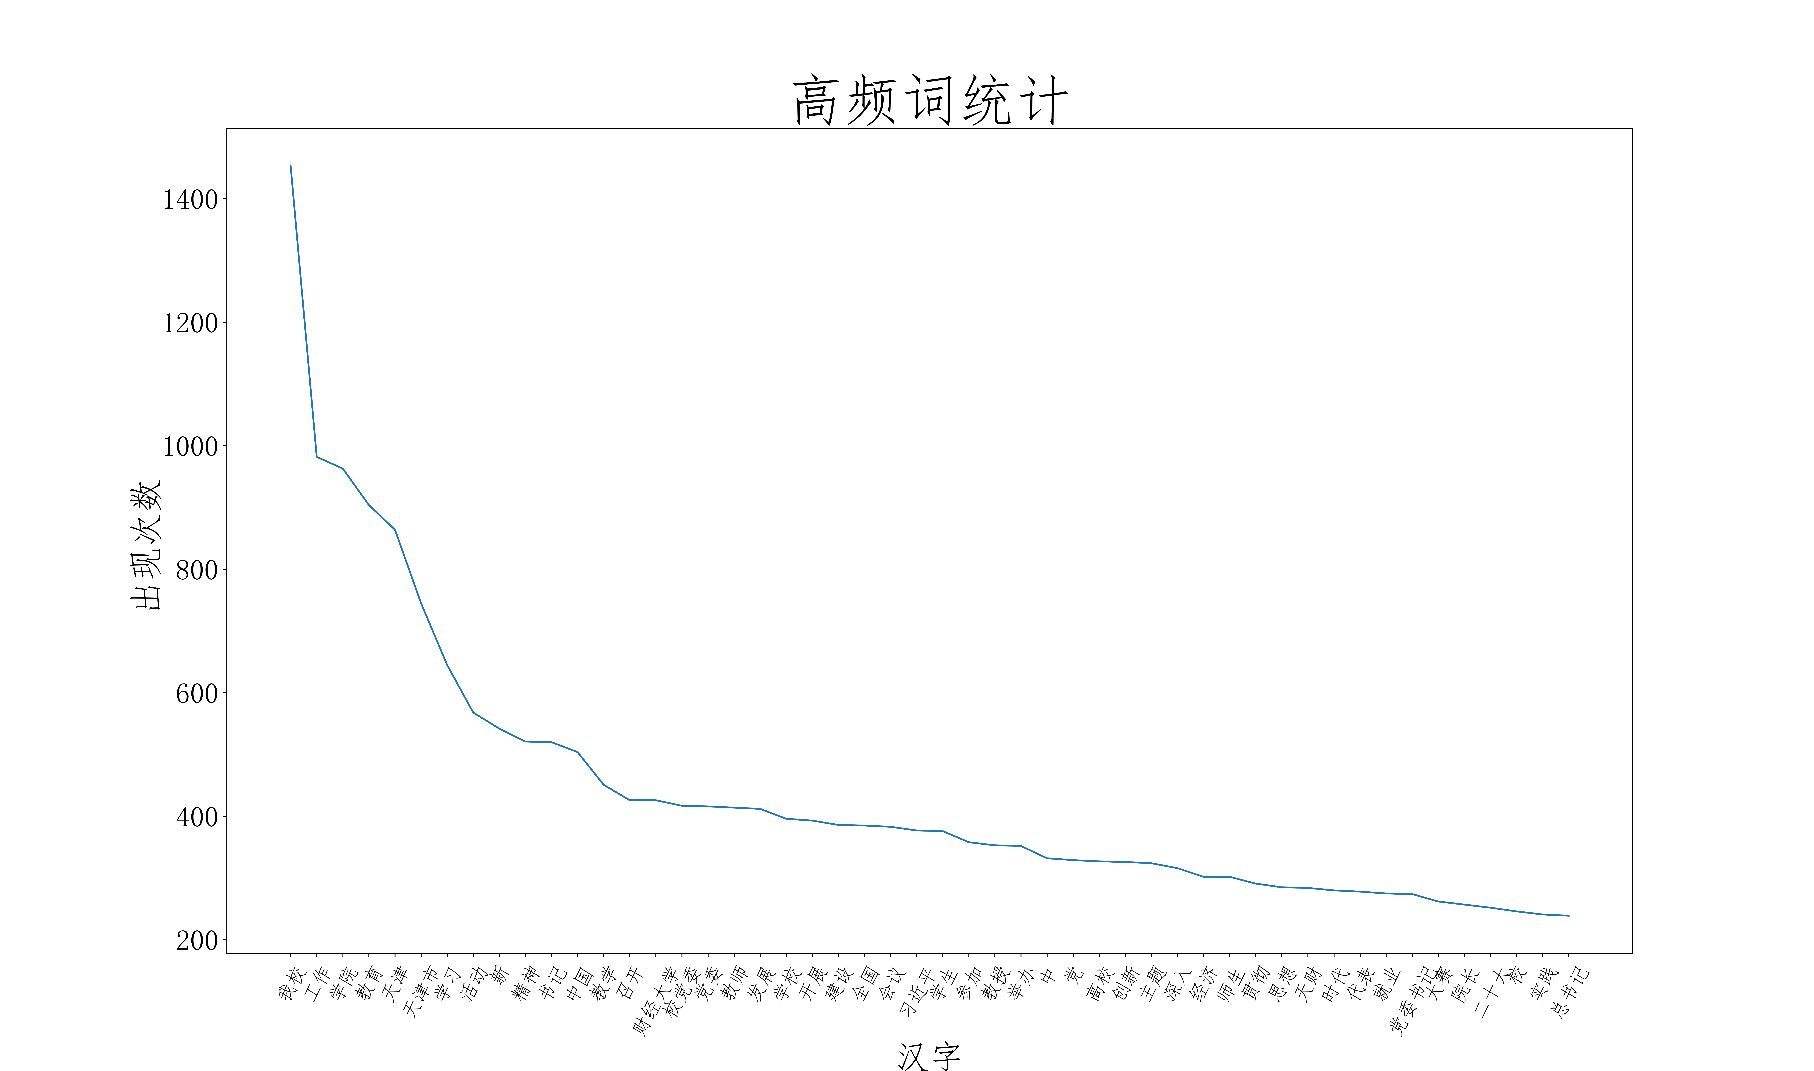 高频词统计
1400
1200
1000
800
600
400
200
出现次数
我校
工作
学院
教育
天津
天津市
学习
活动
新
精神
书记
中国
教学
召开
财经大学
校党委
党委
教师
发展
学校
开展
建设
全国
会议
习近平
学生
参加
教授
举办
中
党
高校
创新
主题
深入
经济
师生
贯彻
思想
天财
时代
代表
就业
党委书记
大赛
院长
二十大
校
实践
总书记
汉字